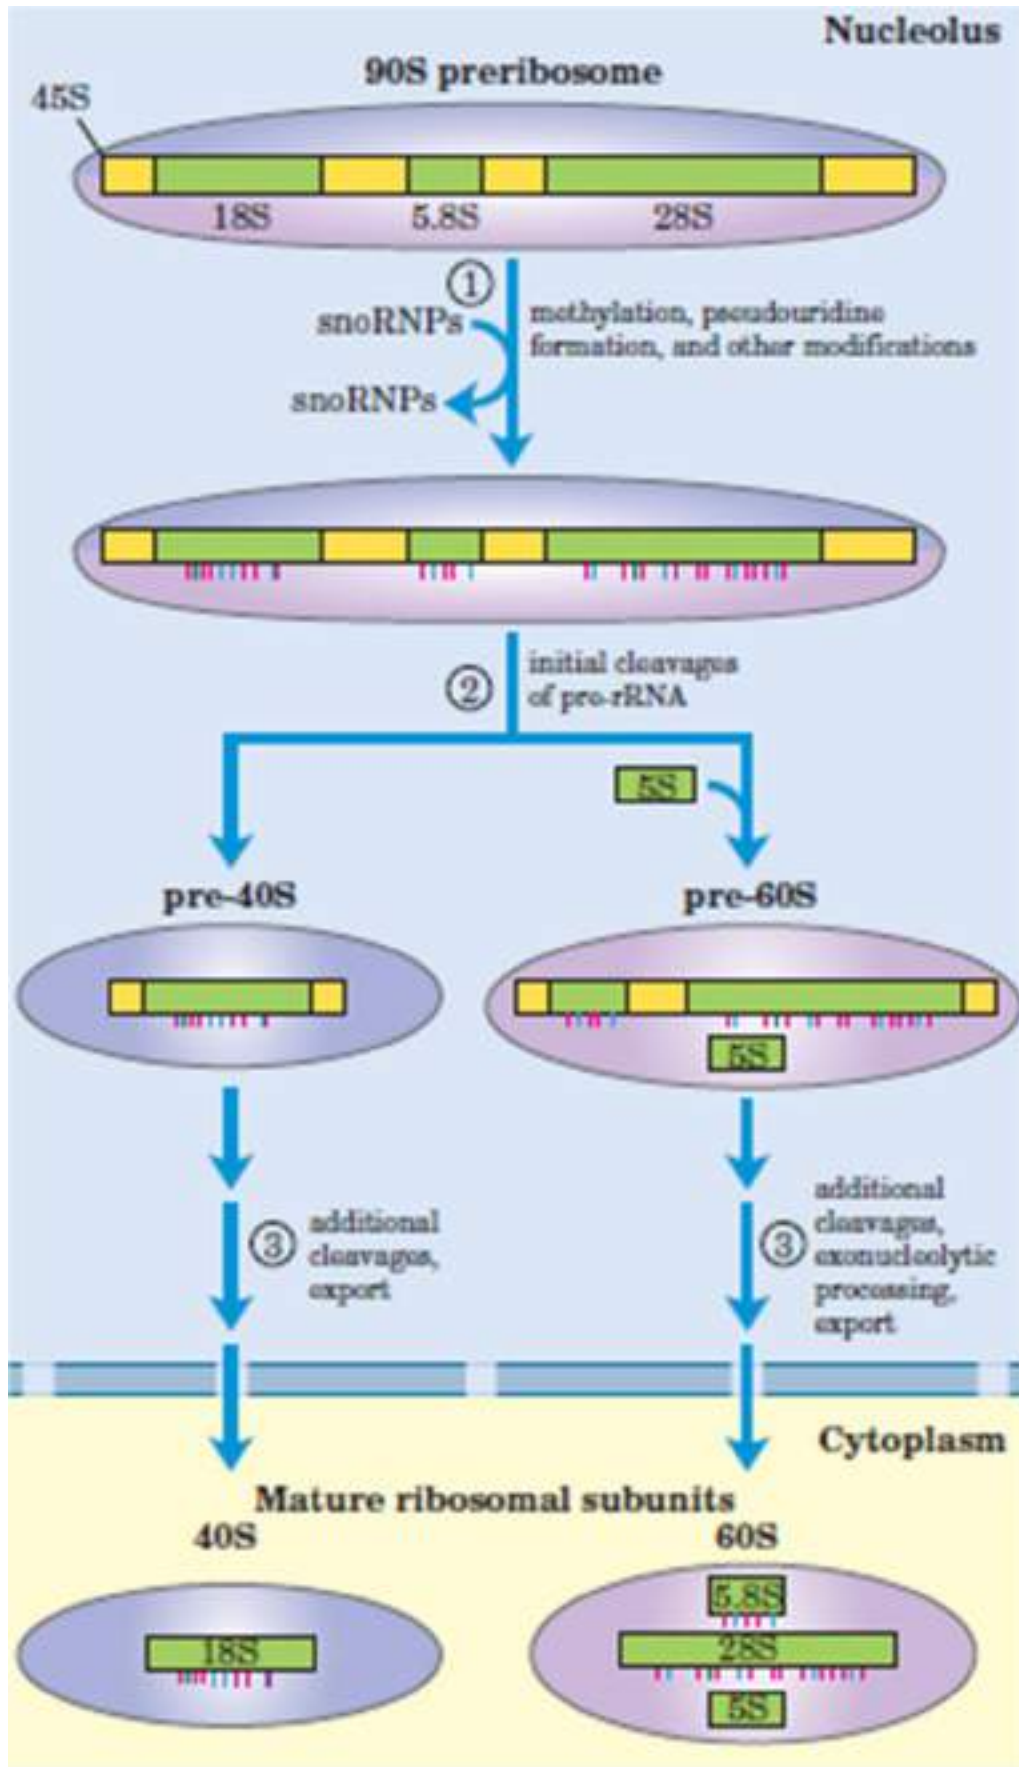 Nucleolus
90S preribosome
45S
18S 5.8S 28S
1
snoRNPs
methylation, pseudouridine
formation, and other modifications
snoRNPs
2
initial cleavages
of pre-rRNA
5S
pre-40S
pre-60S
5S
3
additional
cleavages,
export
3
additional
cleavages,
exonucleolytic
processing,
export
Cytoplasm
Mature ribosomal subunits
40S
60S
18S
5.8S
28S
5S